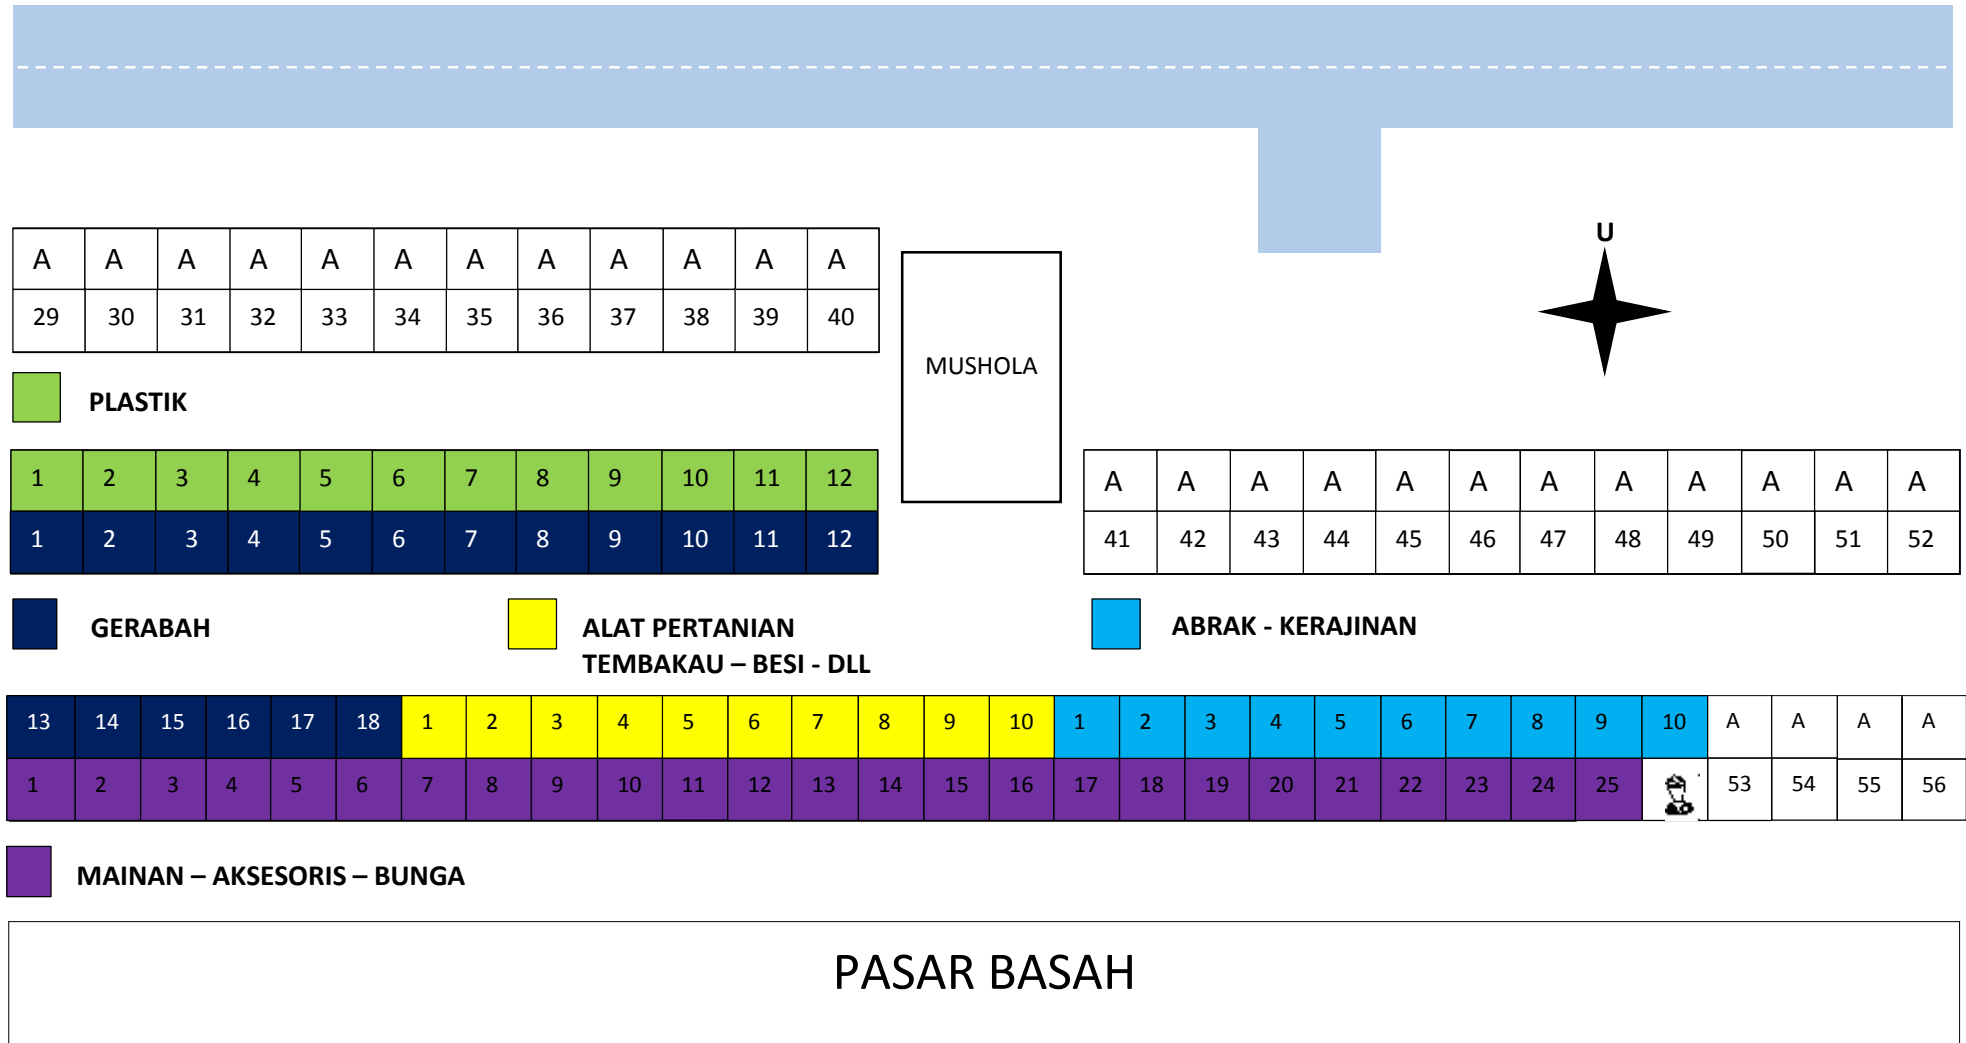 U
A A A A A A A A A A A A
29 30 31 32 33 34 35 36 37 38 39 40
MUSHOLA
PLASTIK
1 2 3 4 5 6 7 8 9 10 11 12
1 2 3 4 5 6 7 8 9 10 11 12
A A A A A A A A A A A A
41 42 43 44 45 46 47 48 49 50 51 52
GERABAH
ALAT PERTANIAN
TEMBAKAU – BESI - DLL
ABRAK - KERAJINAN
13 14 15 16 17 18 1 2 3 4 5 6 7 8 9 10 1 2 3 4 5 6 7 8 9 10 A A A A
1 2 3 4 5 6 7 8 9 10 11 12 13 14 15 16 17 18 19 20 21 22 23 24 25 53 54 55 56
MAINAN – AKSESORIS – BUNGA
PASAR BASAH